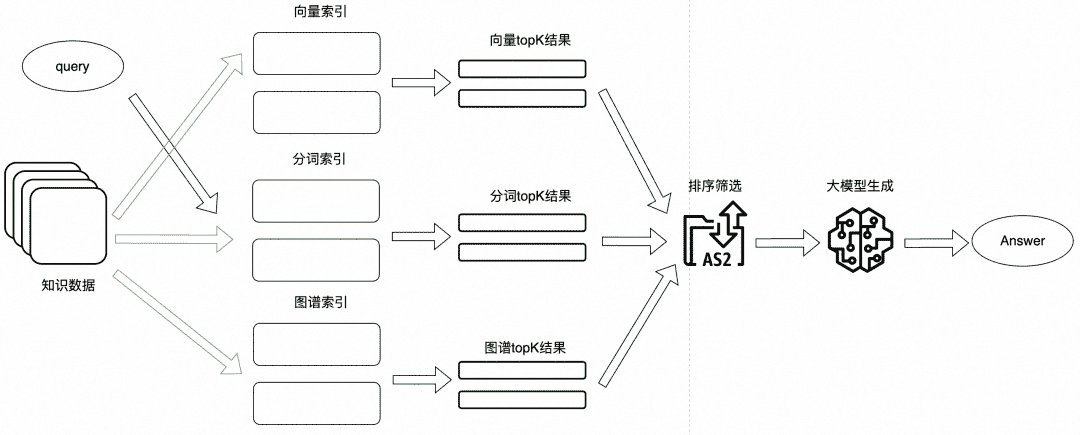 向量索引
query
向量topK结果
分词索引
知识数据
分词topK结果
排序筛选
AS2
大模型生成
Answer
图谱索引
图谱topK结果